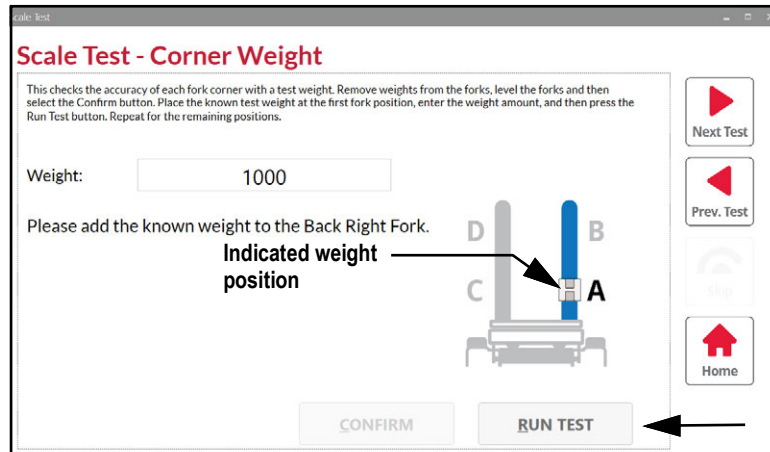 Scale Test
Scale Test - Corner Weight
This checks the accuracy of each fork corner with a test weight. Remove weights from the forks, level the forks and then
select the Confirm button. Place the known test weight at the first fork position, enter the weight amount, and then press the
Run Test button. Repeat for the remaining positions.
Next Test
Weight:
1000
Prev. Test
Please add the known weight to the Back Right Fork.
D
B
Indicated weight
position
C
A
Skip
Home
CONFIRM
RUN TEST